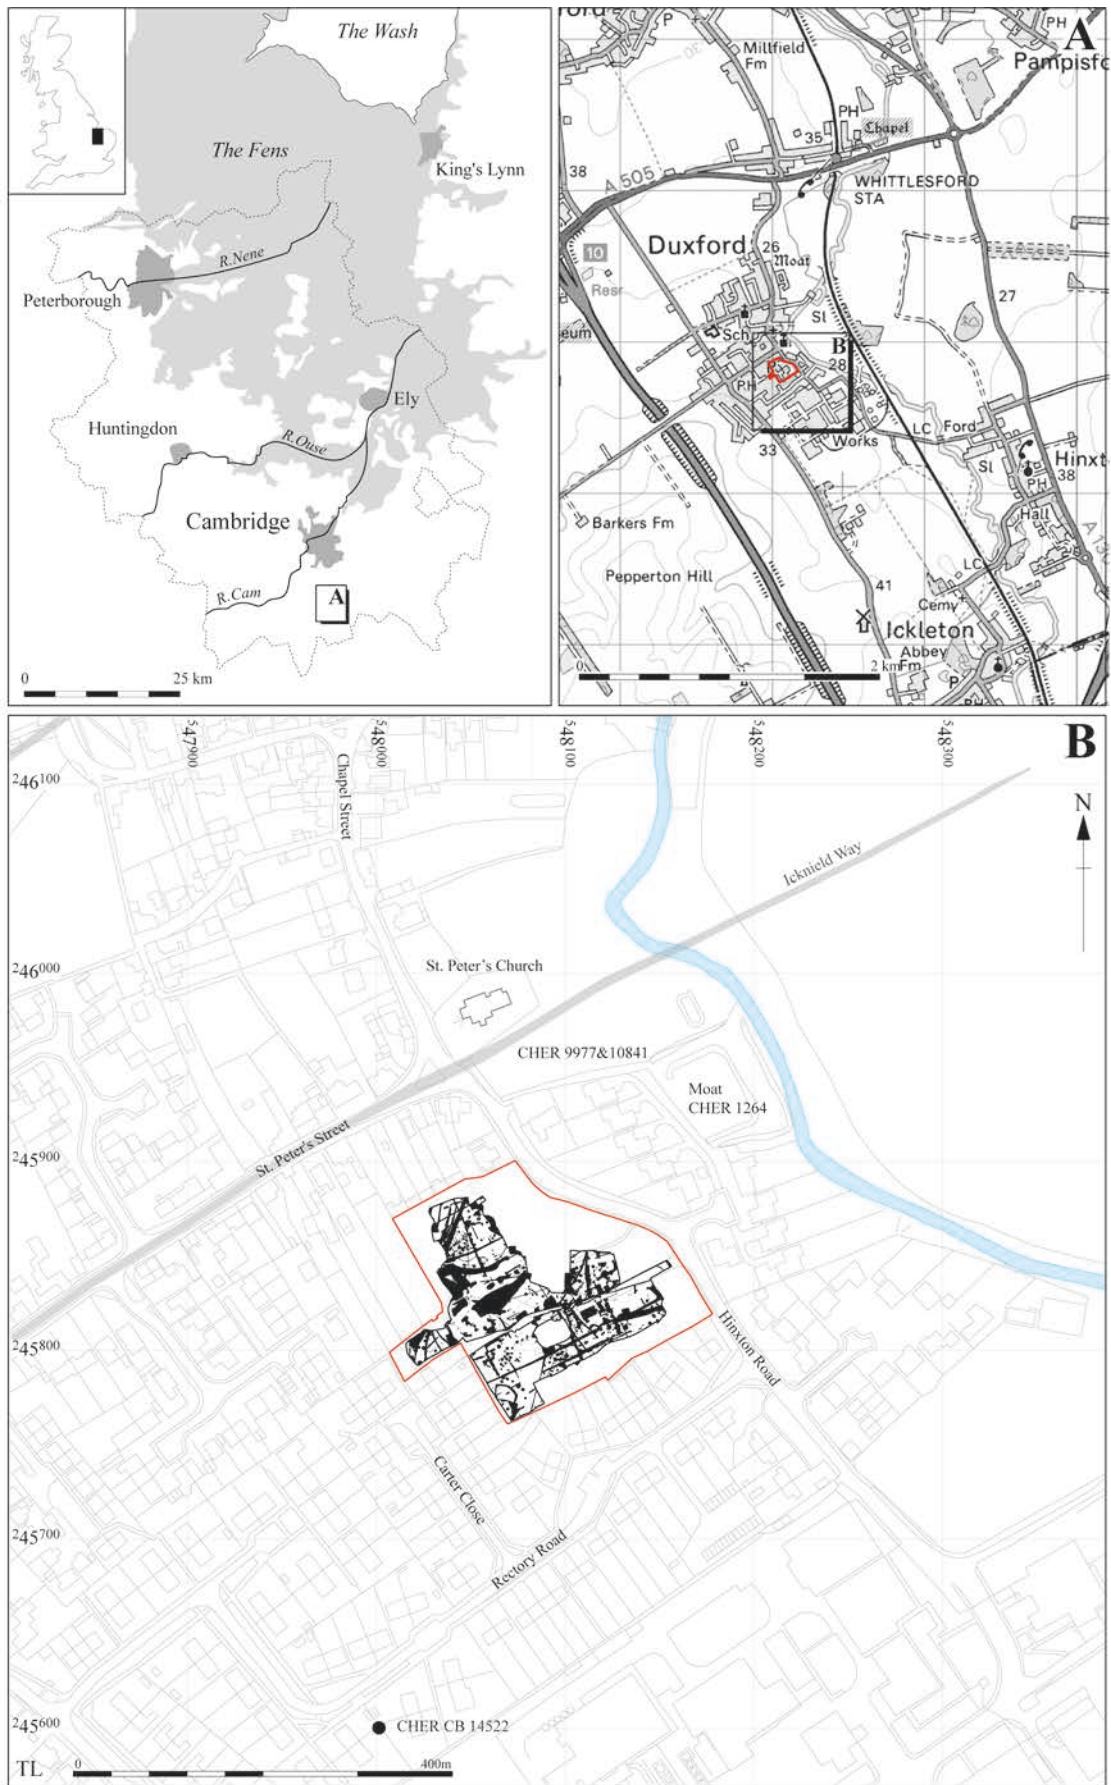 The Wash
The Fens
King's Lynn
R.Nene
Peterborough
Ely
Huntingdon
R.Ouse
Cambridge
R.Cam
A
0
25 km
A
P
PH
Millfield
Fm
30
Pampisfo
PH
35
Chapel
38
A 505
WHITTLESFORD
STA
Duxford
26
Moat
10
Resr
27
Sl
eum
Sch
B
28
PH
LC
Ford
Works
33
Sl
Hinxt
38
PH
Hall
Barkers Fm
Pepperton Hill
LC
41
Cemy
Ickleton
Abbey
Fm
P
0
2 km
B
547900
548000
548100
548200
548300
246100
Chapel Street
N
Icknield Way
246000
St. Peter's Church
CHER 9977&10841
Moat
CHER 1264
St. Peter's Street
245900
Hinxton Road
245800
Carter Close
245700
Rectory Road
245600
CHER CB 14522
TL
0
400m